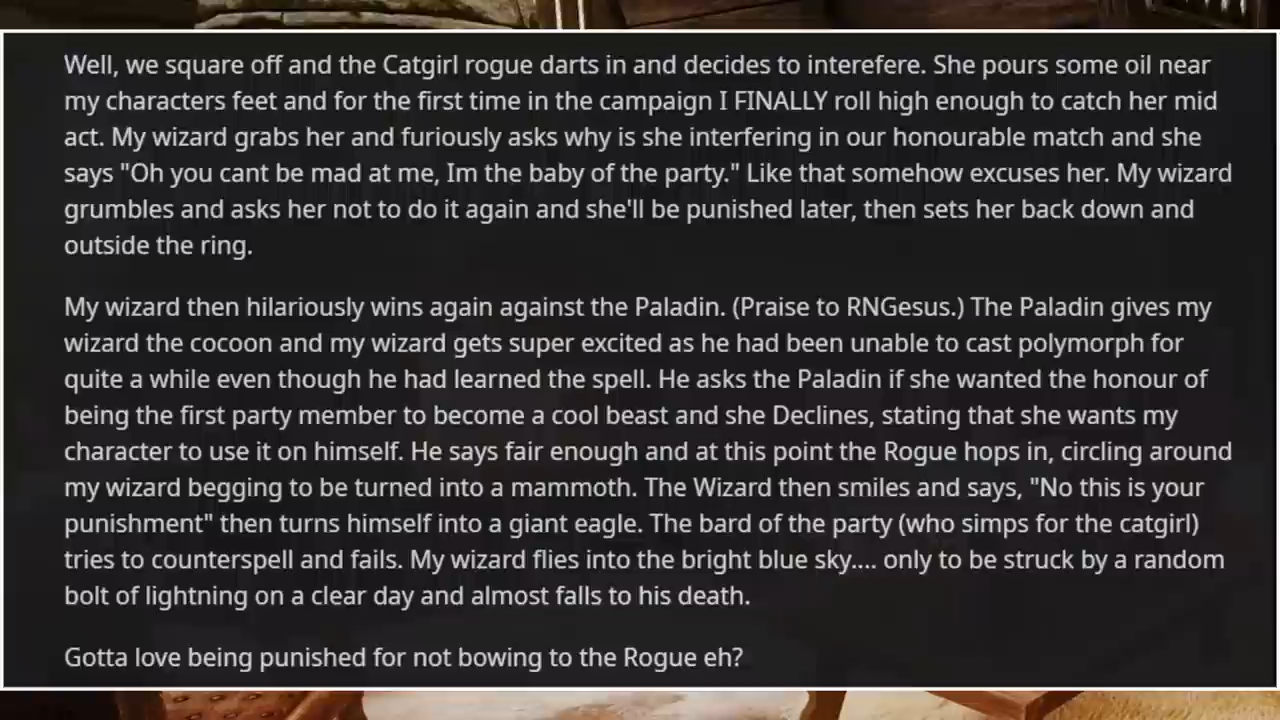 Well, we square off and the Catgirl rogue darts in and decides to interefere. She pours some oil near
my characters feet and for the first time in the campaign I FINALLY roll high enough to catch her mid
act. My wizard grabs her and furiously asks why is she interfering in our honourable match and she
says "Oh you cant be mad at me, Im the baby of the party." Like that somehow excuses her. My wizard
grumbles and asks her not to do it again and she'll be punished later, then sets her back down and
outside the ring.
My wizard then hilariously wins again against the Paladin. (Praise to RNGesus.) The Paladin gives my
wizard the cocoon and my wizard gets super excited as he had been unable to cast polymorph for
quite a while even though he had learned the spell. He asks the Paladin if she wanted the honour of
being the first party member to become a cool beast and she Declines, stating that she wants my
character to use it on himself. He says fair enough and at this point the Rogue hops in, circling around
my wizard begging to be turned into a mammoth. The Wizard then smiles and says, "No this is your
punishment" then turns himself into a giant eagle. The bard of the party (who simps for the catgirl)
tries to counterspell and fails. My wizard flies into the bright blue sky.... only to be struck by a random
bolt of lightning on a clear day and almost falls to his death.
Gotta love being punished for not bowing to the Rogue eh?